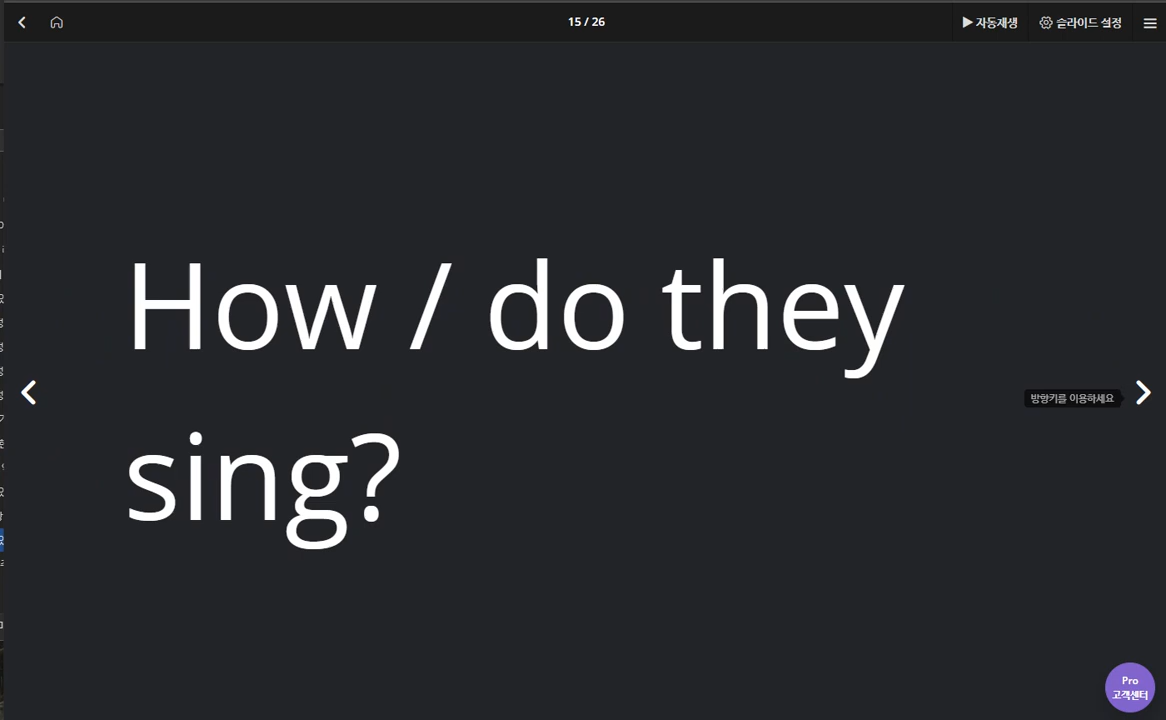 15 / 26
▶ 자동재생
슬라이드 설정
How / do they
sing?
방향키를 이용하세요
Pro
고객센터